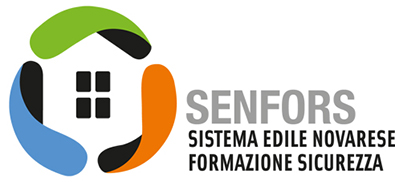 SENFORS
SISTEMA EDILE NOVARESE
FORMAZIONE SICUREZZA